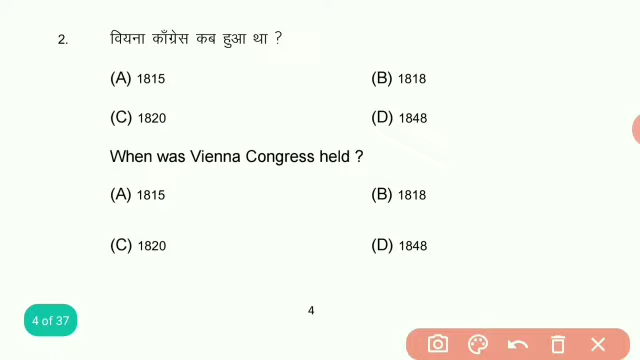 2. वियना काँग्रेस कब हुआ था ?
(A) 1815 (B) 1818
(C) 1820 (D) 1848
When was Vienna Congress held ?
(A) 1815 (B) 1818
(C) 1820 (D) 1848
4
4 of 37